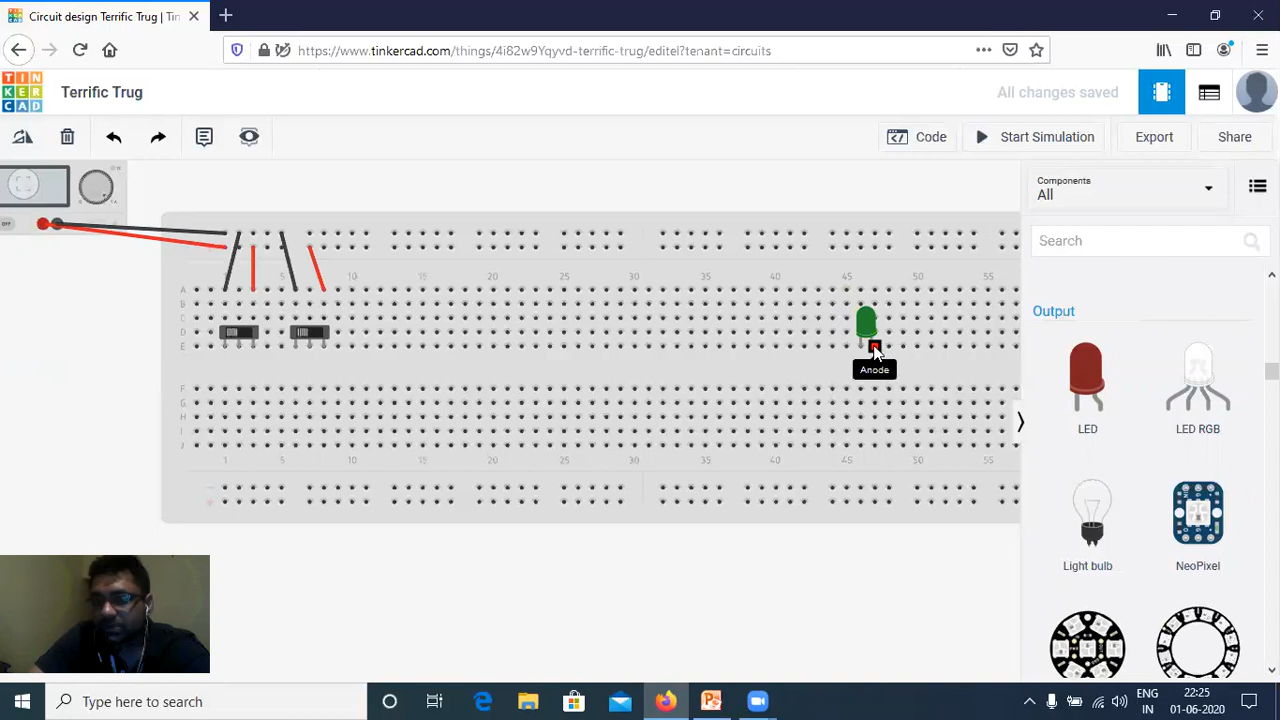 Circuit design Terrific Trug | Tin
https://www.tinkercad.com/things/4i82w9Yqyvd-terrific-trug/editel?tenant=circuits
TIN
KER
CAD
Terrific Trug
All changes saved
Code
Start Simulation
Export
Share
Components
All
Search
OFF
5 10 15 20 25 30 35 40 45 50 55
A
B
C
D
E
Anode
F
G
H
I
J
1 5 10 15 20 25 30 35 40 45 50 55
Output
LED
LED RGB
Light bulb
NeoPixel
Type here to search
ENG
IN
22:25
01-06-2020